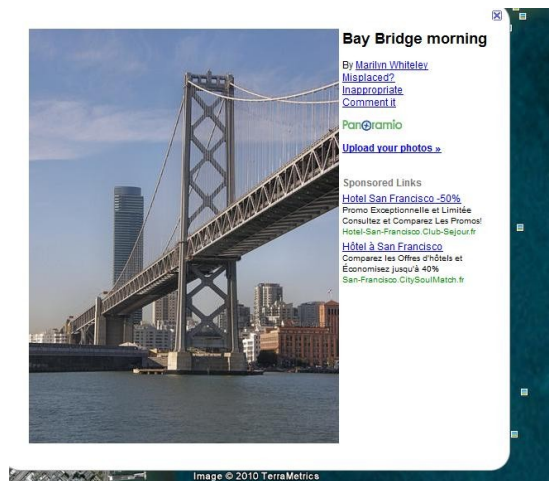 Bay Bridge morning
By Marilyn Whiteley
Misplaced?
Inappropriate
Comment it
Panoramio
Upload your photos »
Sponsored Links
Hotel San Francisco -50%
Promo Exceptionnelle et Limitée
Consultez et Comparez Les Promos!
Hotel-San-Francisco.Club-Sejour.fr
Hôtel à San Francisco
Comparez les Offres d'hôtels et
Économisez jusqu'à 40%
San-Francisco.CitySoulMatch.fr
Image © 2010 TerraMetrics